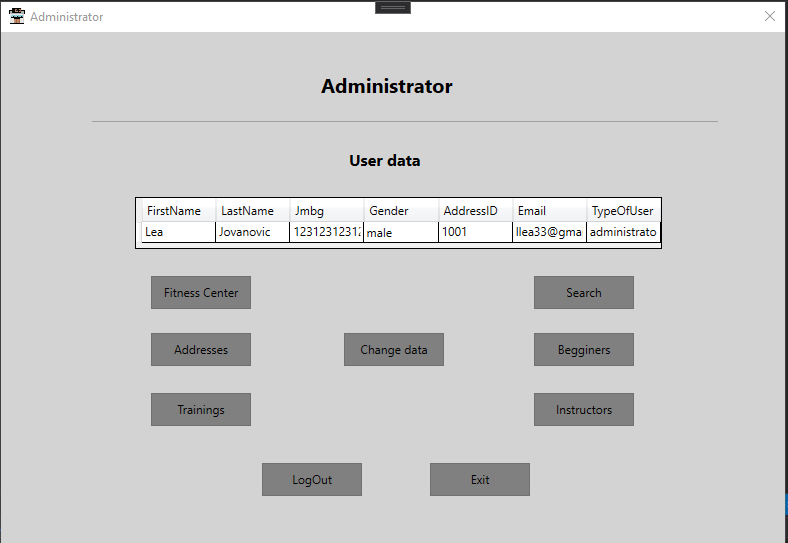 Administrator
Administrator
User data
FirstName LastName Jmbg Gender AddressID Email TypeOfUser
Lea Jovanovic 12312312312 male 1001 llea33@gma administrato
Fitness Center Search
Addresses Change data Begginers
Trainings Instructors
LogOut Exit